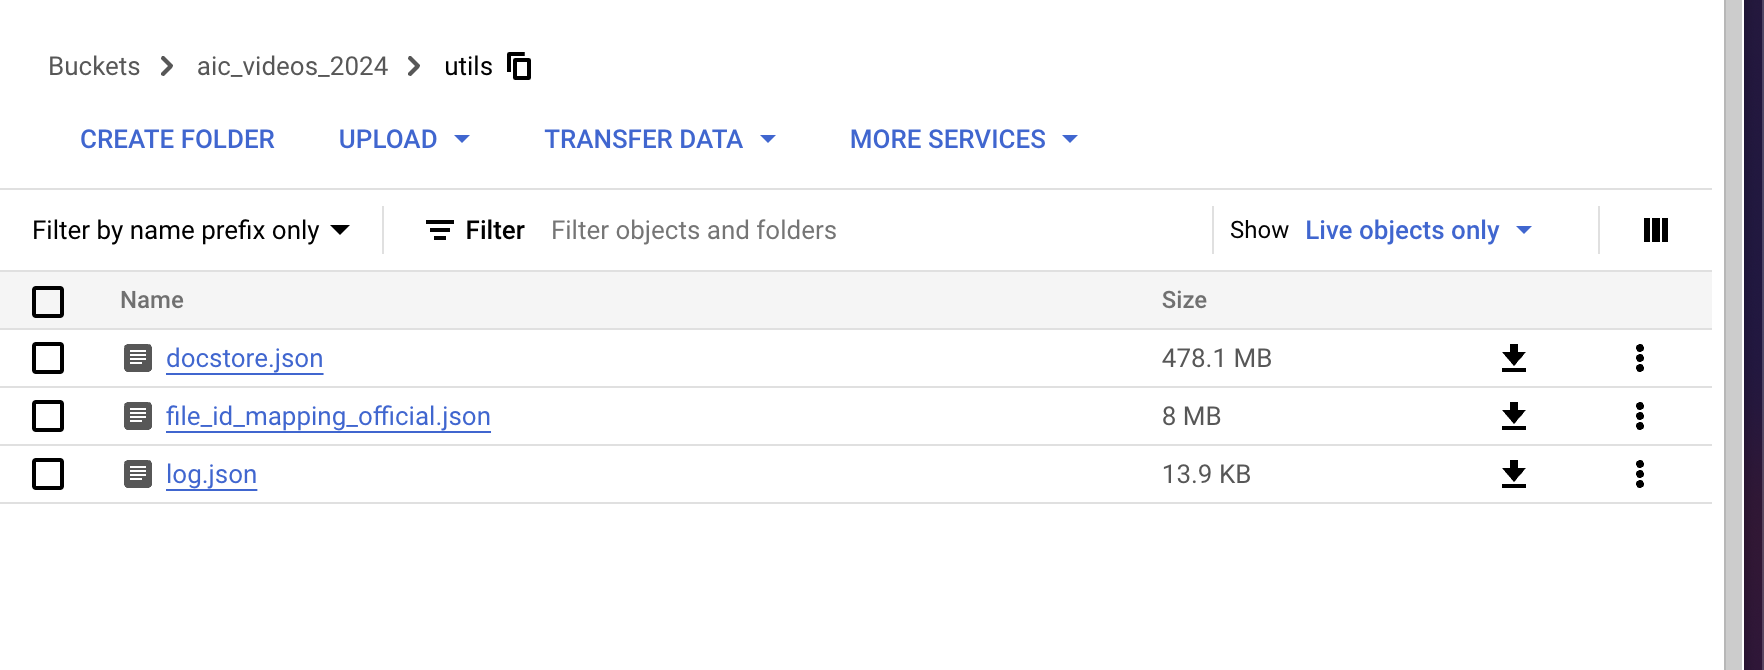 Buckets > aic_videos_2024 > utils
CREATE FOLDER UPLOAD TRANSFER DATA MORE SERVICES
Filter by name prefix only Filter Filter objects and folders Show Live objects only
Name Size
docstore.json 478.1 MB
file_id_mapping_official.json 8 MB
log.json 13.9 KB